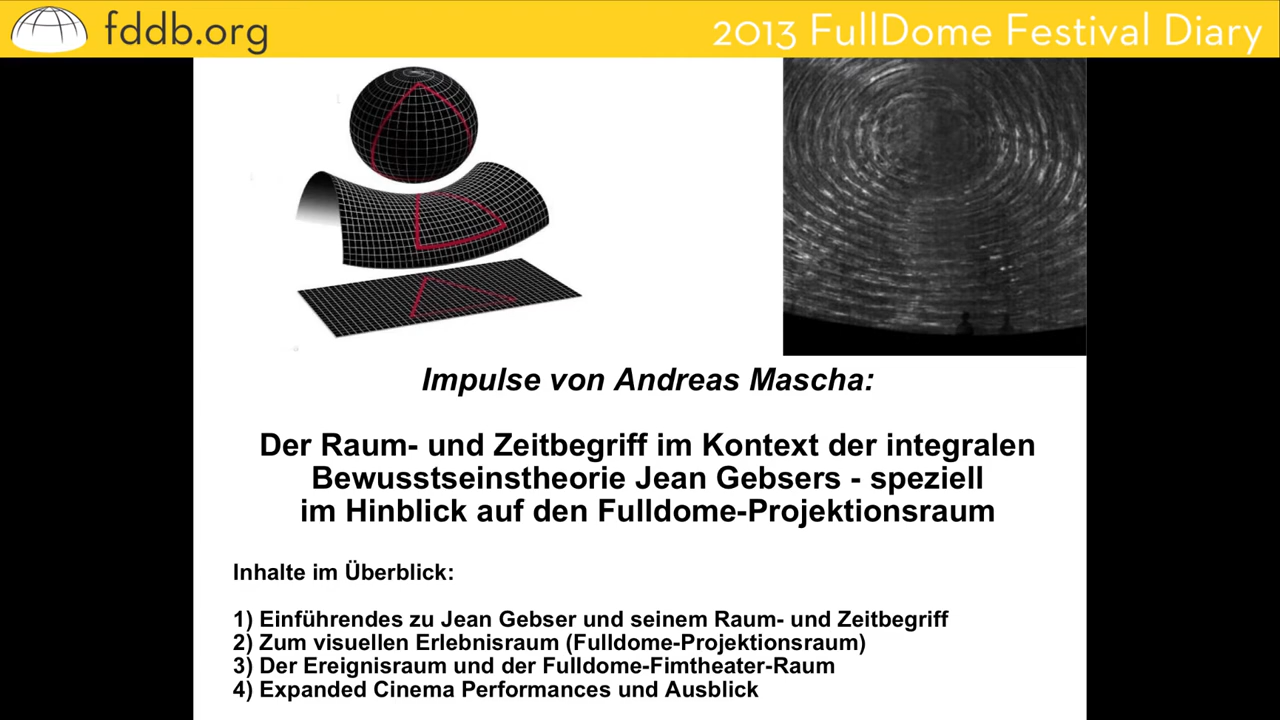 fddb.org
2013 FullDome Festival Diary
Impulse von Andreas Mascha:
Der Raum- und Zeitbegriff im Kontext der integralen
Bewusstseinstheorie Jean Gebsers - speziell
im Hinblick auf den Fulldome-Projektionsraum
Inhalte im Überblick:
1) Einführendes zu Jean Gebser und seinem Raum- und Zeitbegriff
2) Zum visuellen Erlebnisraum (Fulldome-Projektionsraum)
3) Der Ereignisraum und der Fulldome-Fimtheater-Raum
4) Expanded Cinema Performances und Ausblick